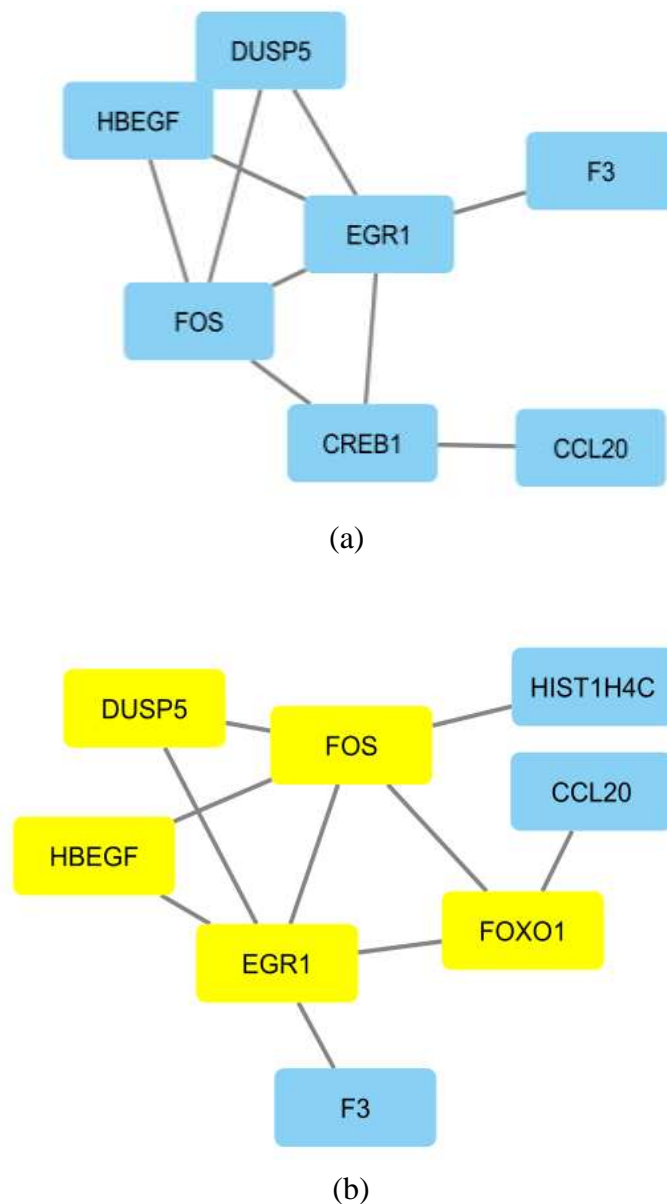 DUSP5
HBEGF
F3
EGR1
FOS
CREB1
CCL20
(a)
HIST1H4C
DUSP5
FOS
CCL20
HBEGF
FOXO1
EGR1
F3
(b)